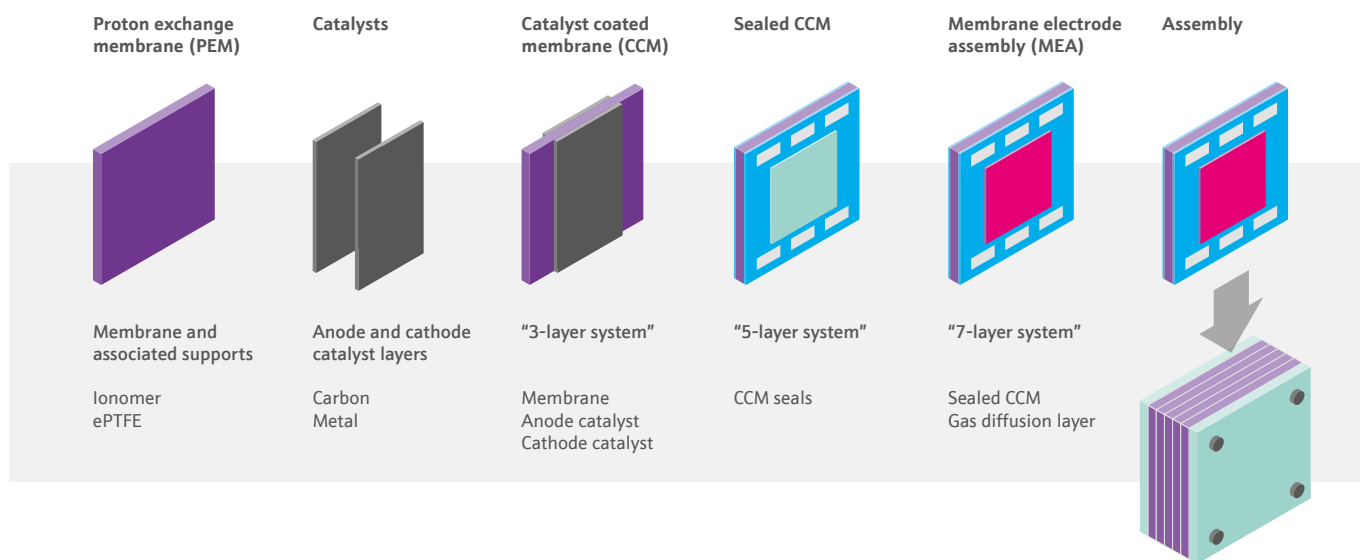 Proton exchange
membrane (PEM)
Catalysts
Catalyst coated
membrane (CCM)
Sealed CCM
Membrane electrode
assembly (MEA)
Assembly
Membrane and
associated supports
Anode and cathode
catalyst layers
“3-layer system”
“5-layer system”
“7-layer system”
Ionomer
ePTFE
Carbon
Metal
Membrane
Anode catalyst
Cathode catalyst
CCM seals
Sealed CCM
Gas diffusion layer